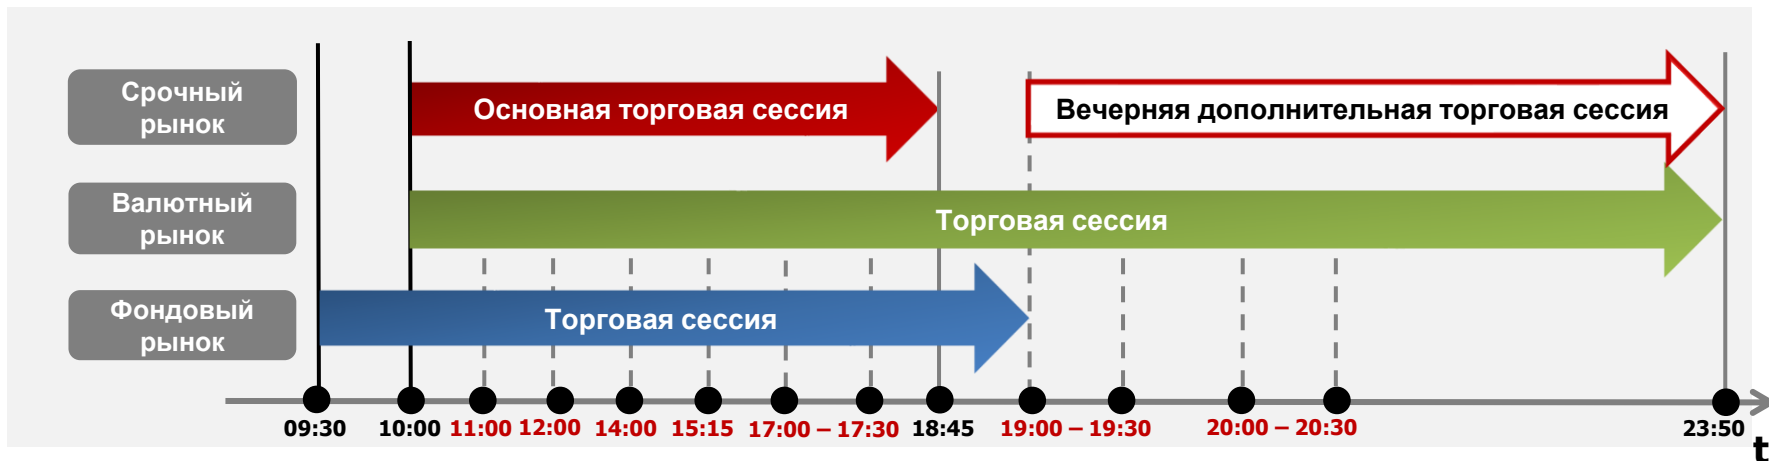 Срочный
рынок
Основная торговая сессия
Вечерняя дополнительная торговая сессия
Валютный
рынок
Торговая сессия
Фондовый
рынок
Торговая сессия
09:30 10:00 11:00 12:00 14:00 15:15 17:00 – 17:30 18:45 19:00 – 19:30 20:00 – 20:30 23:50
t